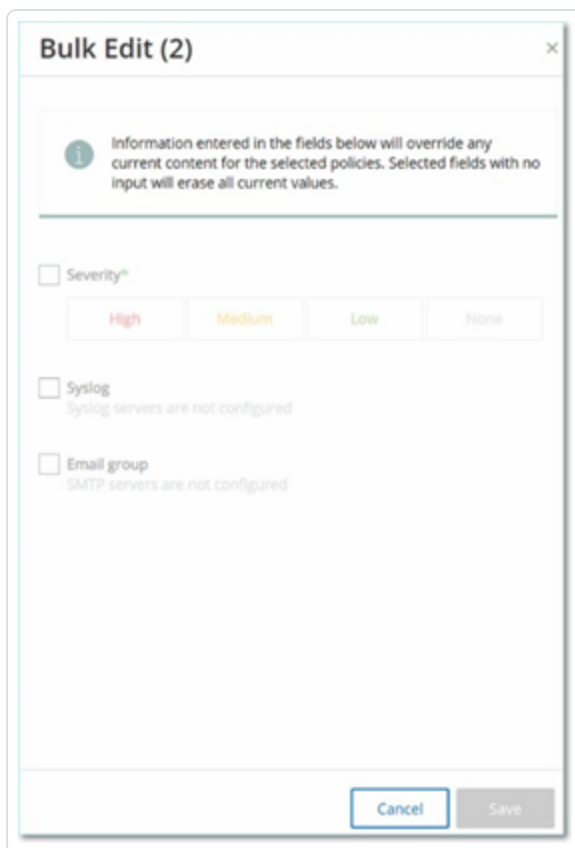 Bulk Edit (2)
×
i
Information entered in the fields below will override any
current content for the selected policies. Selected fields with no
input will erase all current values.
Severity*
High Medium Low None
Syslog
Syslog servers are not configured
Email group
SMTP servers are not configured
Cancel Save